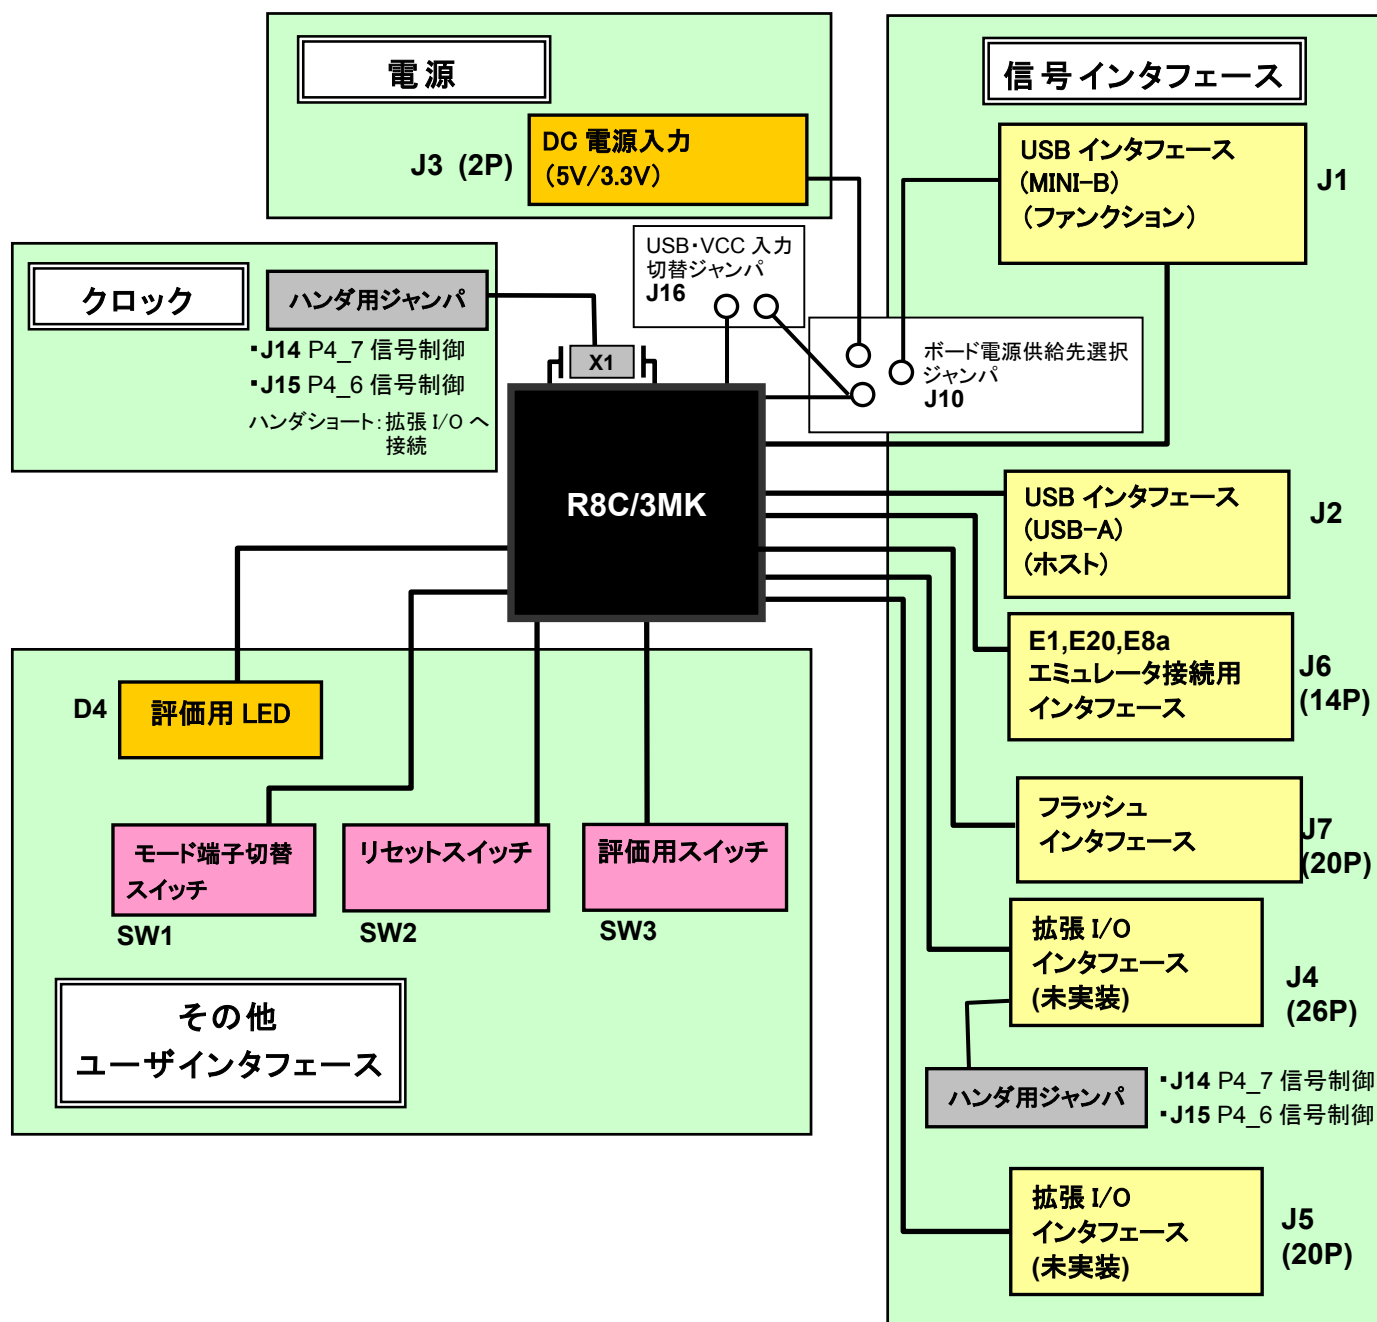 電源
J3 (2P)
DC 電源入力
(5V/3.3V)
信号インタフェース
USB インタフェース
(MINI-B)
(ファンクション)
J1
USB・VCC 入力
切替ジャンパ
J16
クロック
ハンダ用ジャンパ
・J14 P4_7 信号制御
・J15 P4_6 信号制御
ハンダショート：拡張 I/O へ
接続
X1
ボード電源供給先選択
ジャンパ
J10
R8C/3MK
USB インタフェース
(USB-A)
(ホスト)
J2
E1,E20,E8a
エミュレータ接続用
インタフェース
J6
(14P)
D4
評価用 LED
フラッシュ
インタフェース
J7
(20P)
モード端子切替
スイッチ
SW1
リセットスイッチ
SW2
評価用スイッチ
SW3
拡張 I/O
インタフェース
(未実装)
J4
(26P)
その他
ユーザインタフェース
ハンダ用ジャンパ
・J14 P4_7 信号制御
・J15 P4_6 信号制御
拡張 I/O
インタフェース
(未実装)
J5
(20P)